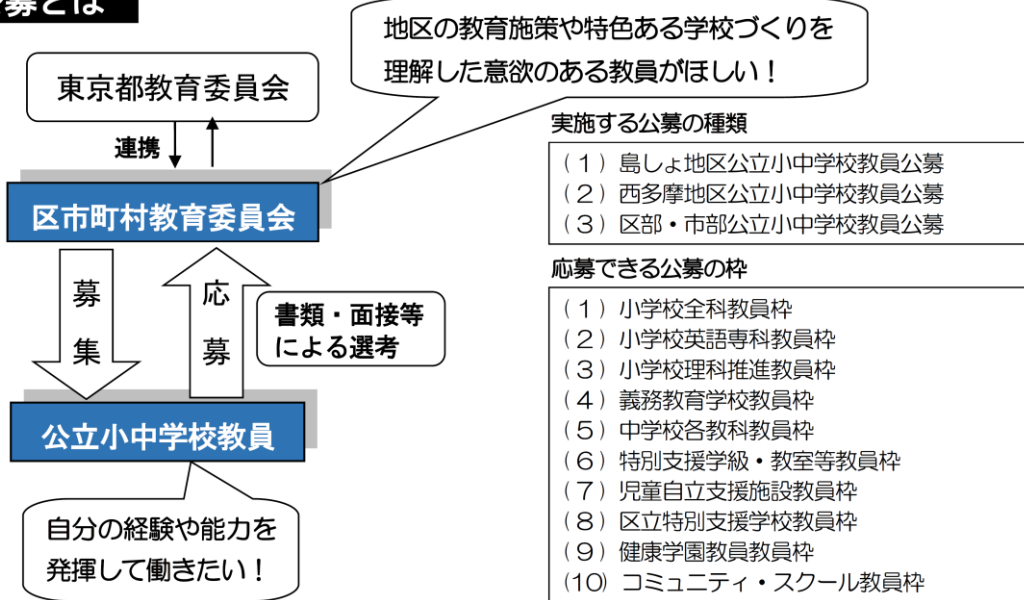 募とは
地区の教育施策や特色ある学校づくりを
理解した意欲のある教員がほしい！
東京都教育委員会
連携
区市町村教育委員会
募集
応募
書類・面接等
による選考
公立小中学校教員
自分の経験や能力を
発揮して働きたい！
実施する公募の種類
（１）島しょ地区公立小中学校教員公募
（２）西多摩地区公立小中学校教員公募
（３）区部・市部公立小中学校教員公募
応募できる公募の枠
（１）小学校全科教員枠
（２）小学校英語専科教員枠
（３）小学校理科推進教員枠
（４）義務教育学校教員枠
（５）中学校各教科教員枠
（６）特別支援学級・教室等教員枠
（７）児童自立支援施設教員枠
（８）区立特別支援学校教員枠
（９）健康学園教員教員枠
（10）コミュニティ・スクール教員枠